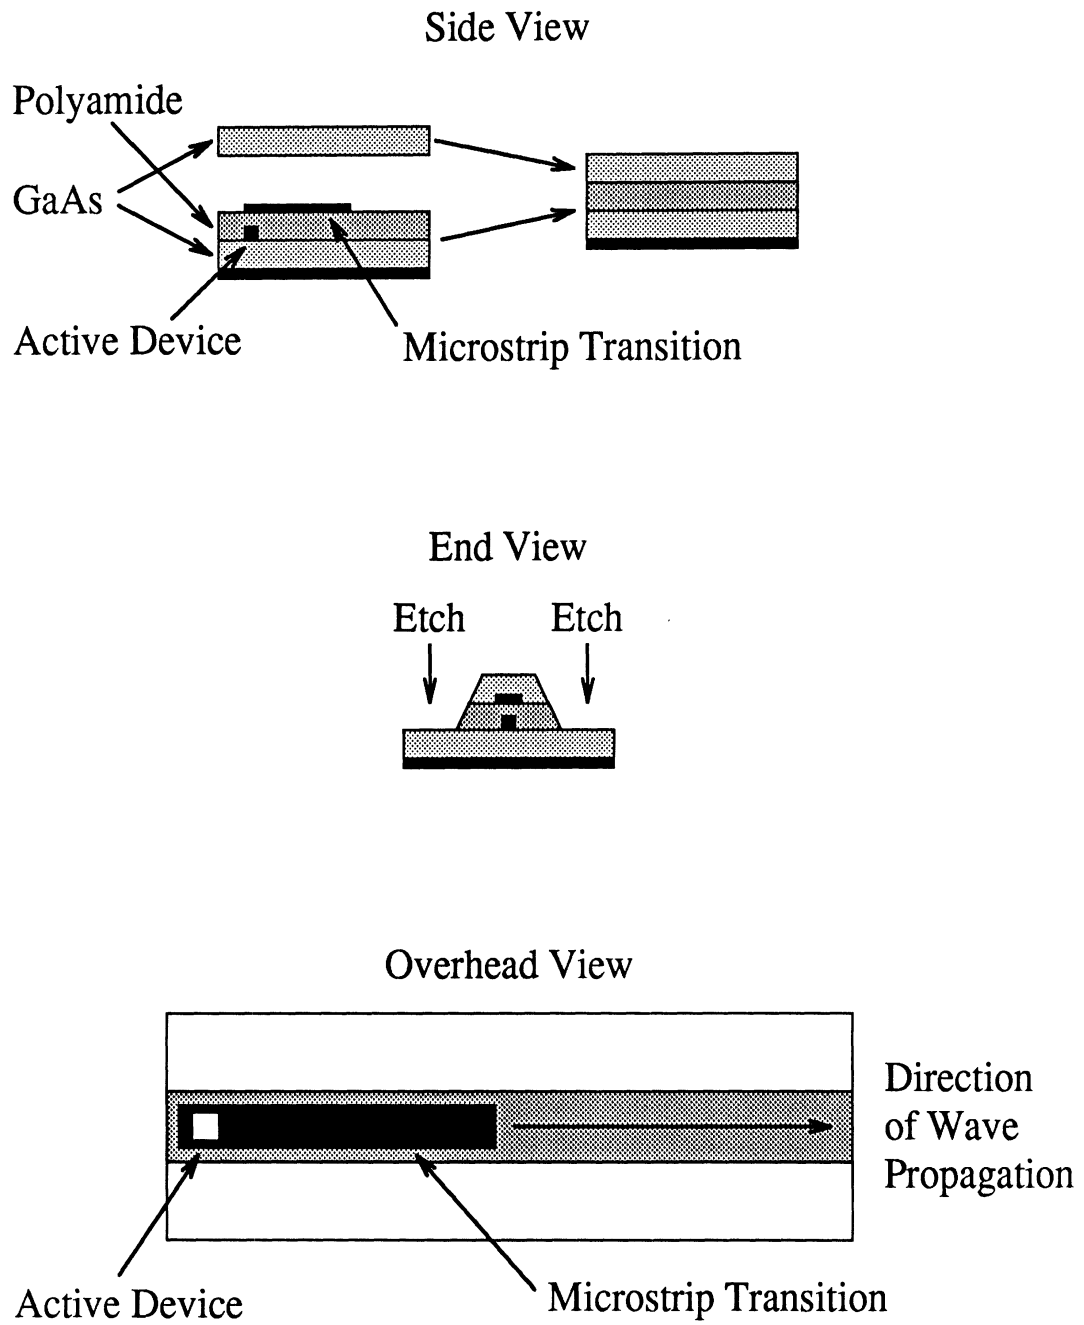 Side View
Polyamide
GaAs
Active Device
Microstrip Transition
End View
Etch Etch
Overhead View
Direction
of Wave
Propagation
Active Device
Microstrip Transition